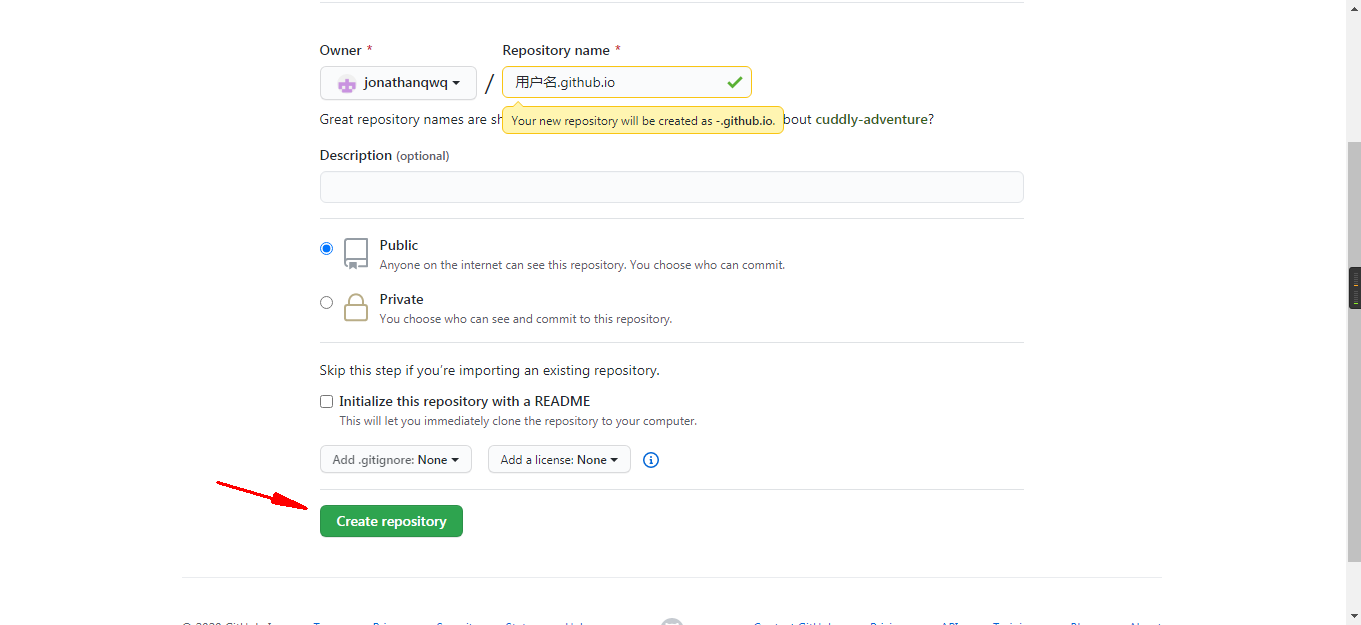 Owner *
Repository name *
jonathanqwq
/
用户名.github.io
Great repository names are sh
Your new repository will be created as -.github.io.
bout cuddly-adventure?
Description (optional)
Public
Anyone on the internet can see this repository. You choose who can commit.
Private
You choose who can see and commit to this repository.
Skip this step if you’re importing an existing repository.
Initialize this repository with a README
This will let you immediately clone the repository to your computer.
Add .gitignore: None
Add a license: None
Create repository